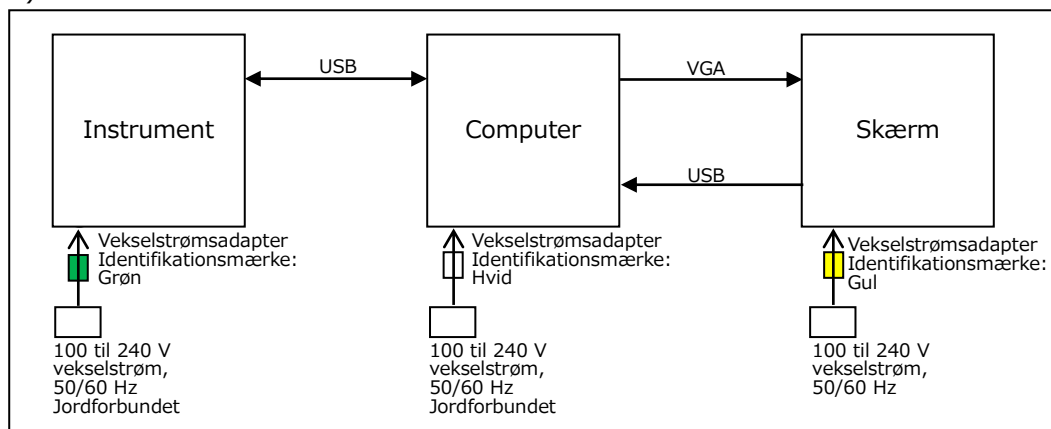 USB
VGA
Instrument
Computer
Skærm
USB
Vekselstrømsadapter
Identifikationsmærke:
Grøn
Vekselstrømsadapter
Identifikationsmærke:
Hvid
Vekselstrømsadapter
Identifikationsmærke:
Gul
100 til 240 V
vekselstrøm,
50/60 Hz
Jordforbundet
100 til 240 V
vekselstrøm,
50/60 Hz
Jordforbundet
100 til 240 V
vekselstrøm,
50/60 Hz